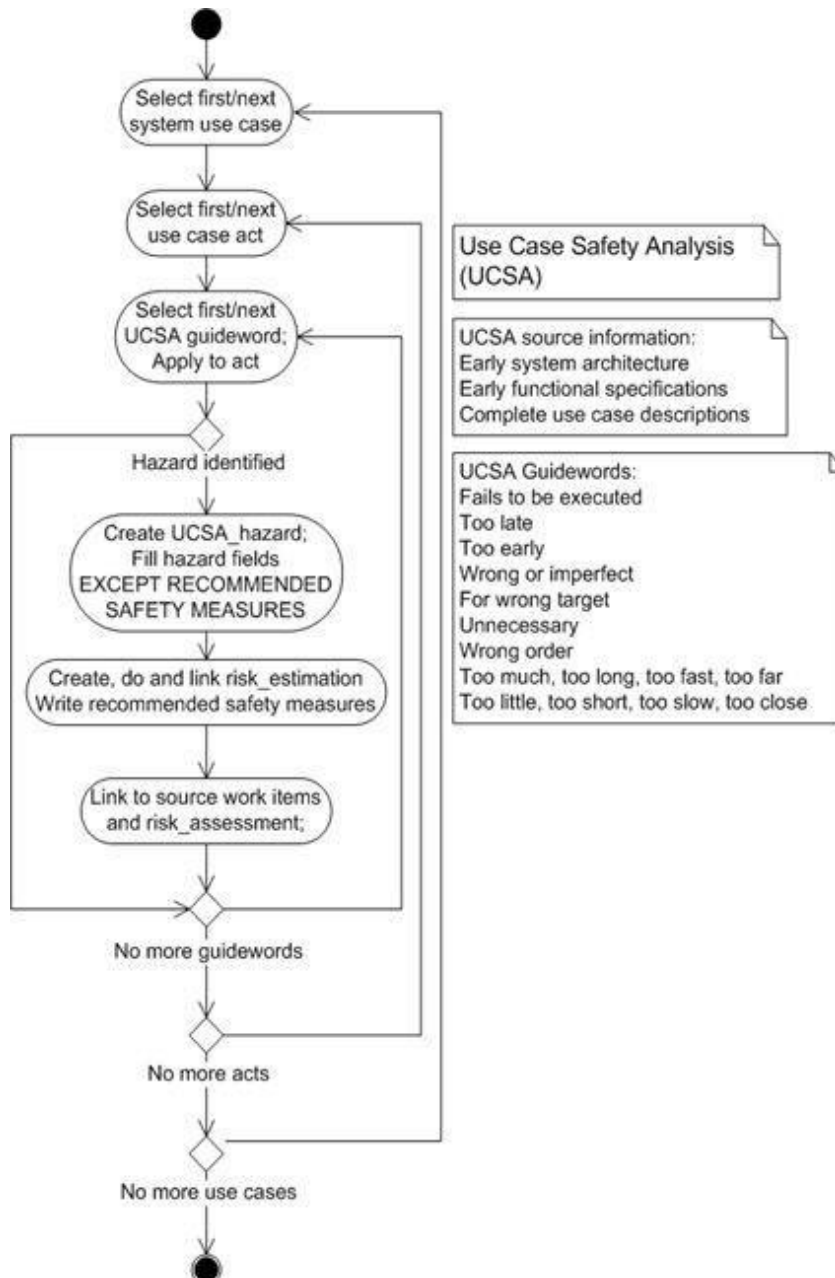 Select first/next
system use case
Select first/next
use case act
Select first/next
UCSA guideword;
Apply to act
Hazard identified
Create UCSA_hazard;
Fill hazard fields
EXCEPT RECOMMENDED
SAFETY MEASURES
Create, do and link risk_estimation
Write recommended safety measures
Link to source work items
and risk_assessment;
No more guidewords
No more acts
No more use cases
Use Case Safety Analysis
(UCSA)
UCSA source information:
Early system architecture
Early functional specifications
Complete use case descriptions
UCSA Guidewords:
Fails to be executed
Too late
Too early
Wrong or imperfect
For wrong target
Unnecessary
Wrong order
Too much, too long, too fast, too far
Too little, too short, too slow, too close